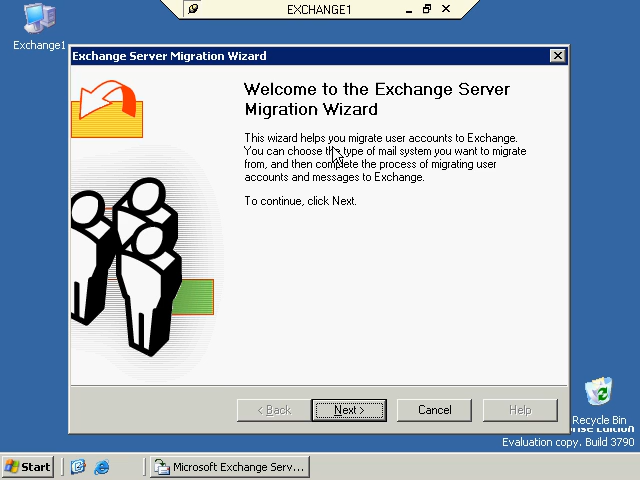 EXCHANGE1
Exchange1
Exchange Server Migration Wizard
Welcome to the Exchange Server
Migration Wizard
This wizard helps you migrate user accounts to Exchange.
You can choose the type of mail system you want to migrate
from, and then complete the process of migrating user
accounts and messages to Exchange.
To continue, click Next.
< Back
Next >
Cancel
Help
Recycle Bin
Edition
Evaluation copy. Build 3790
Start
Microsoft Exchange Serv...